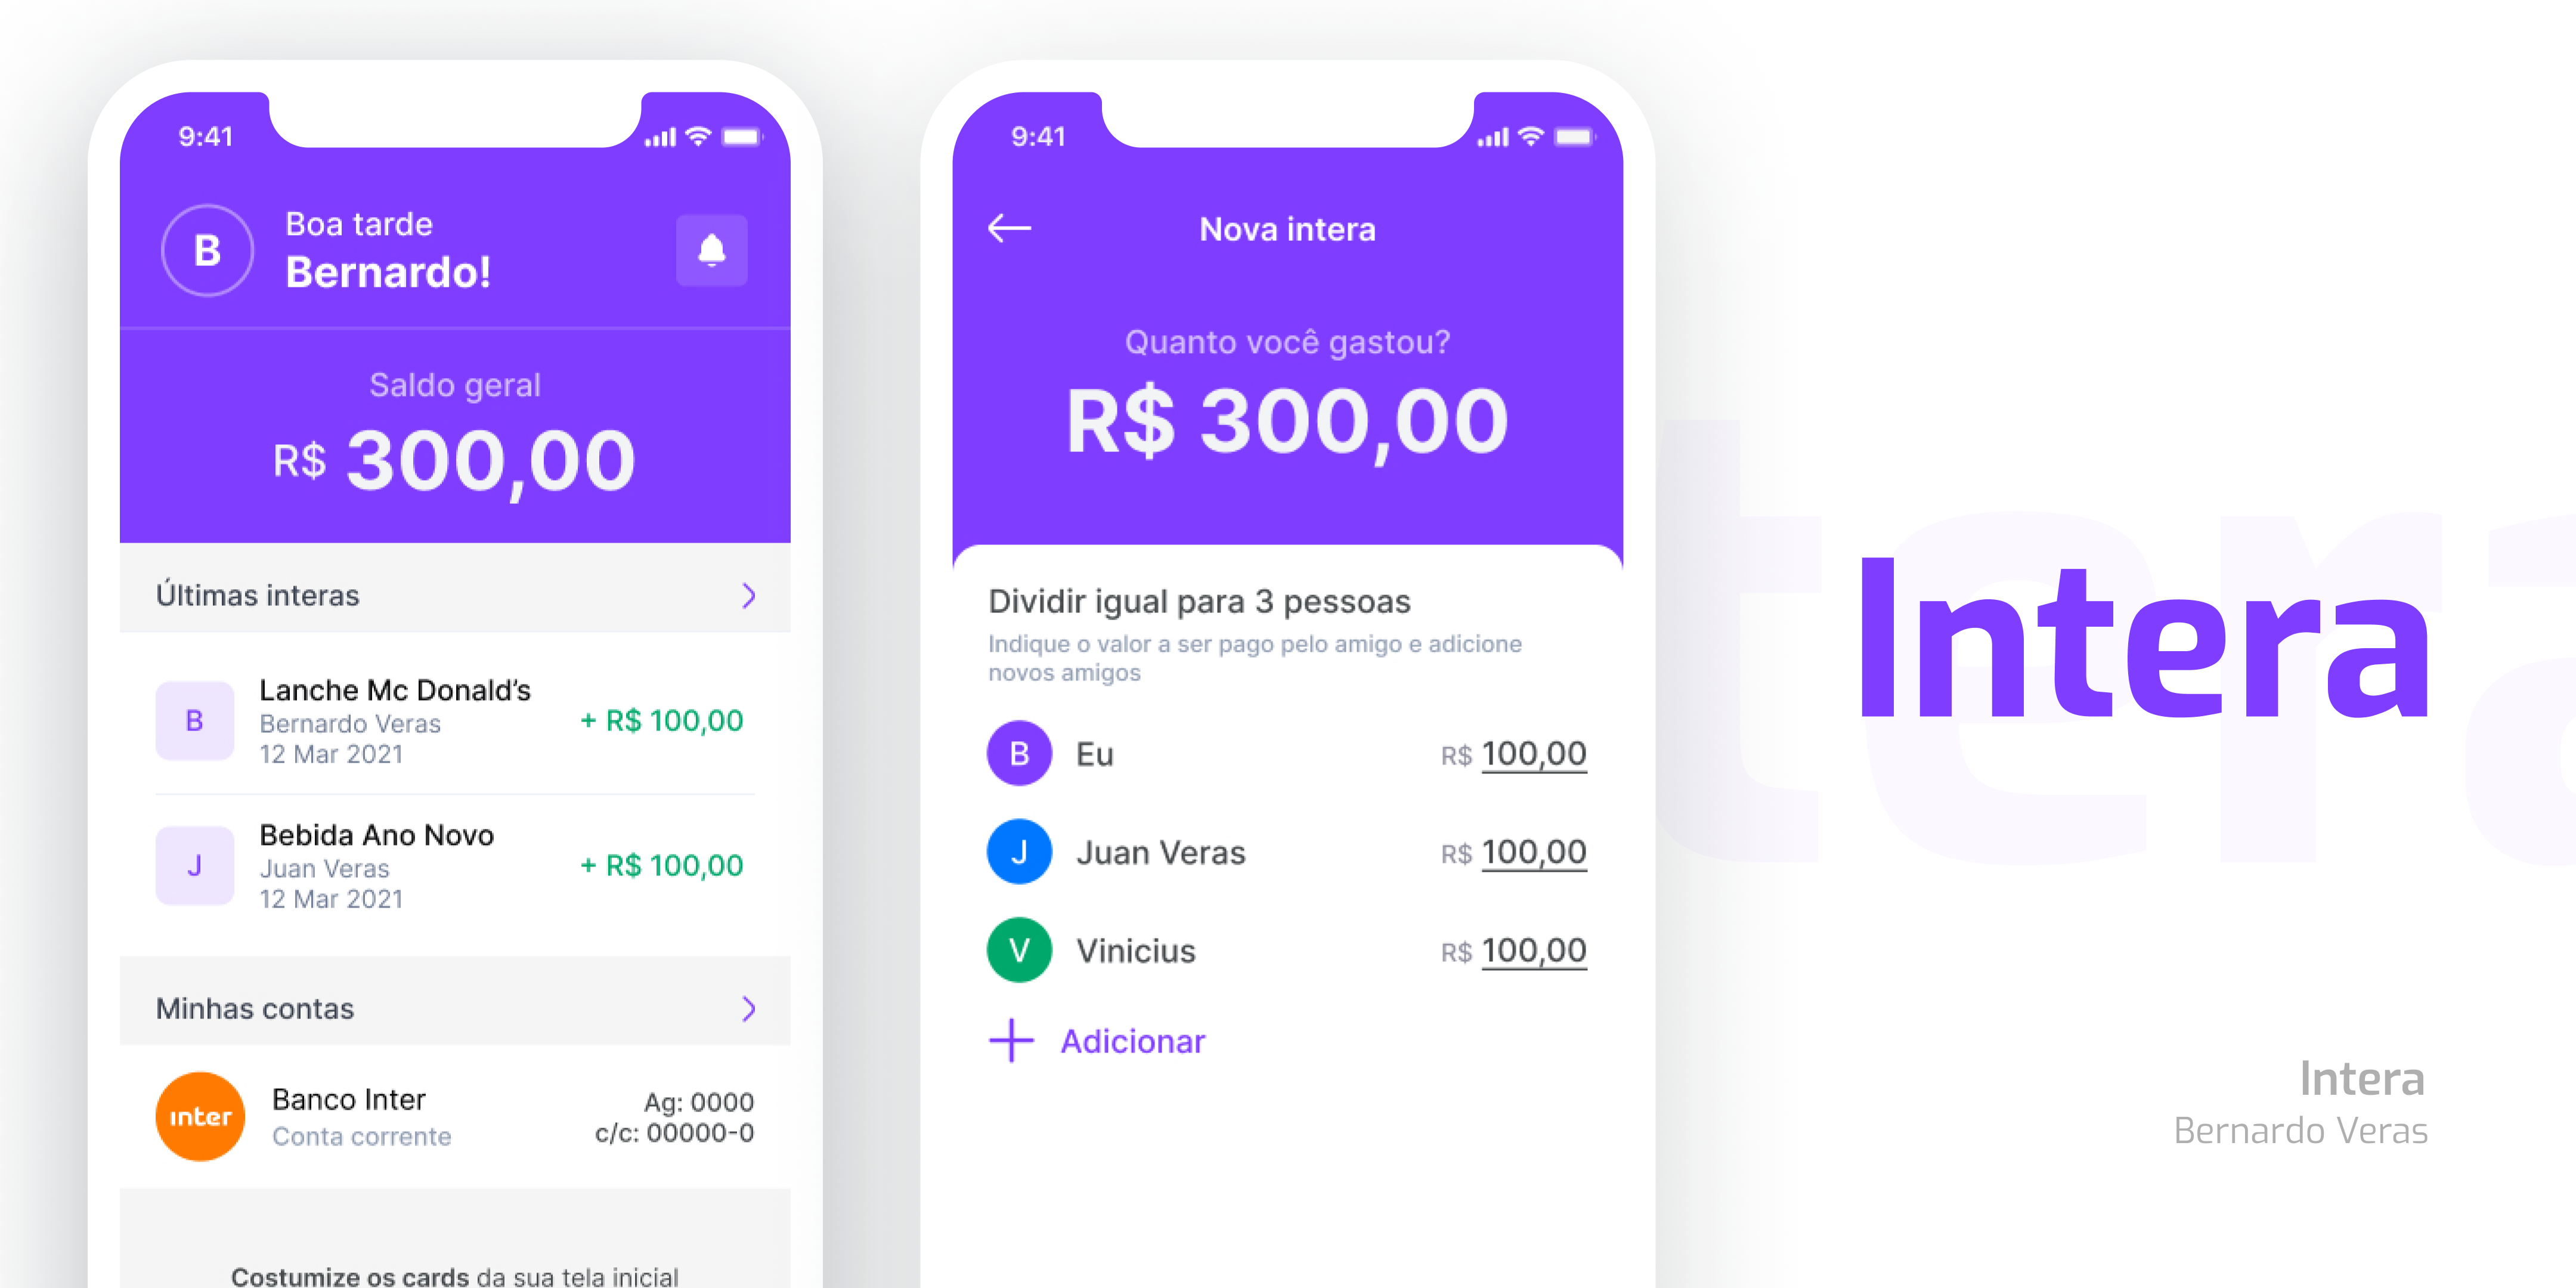 9:41
B
Boa tarde
Bernardo!
Saldo geral
R$ 300,00
Últimas interas
B
Lanche Mc Donald’s
Bernardo Veras
12 Mar 2021
+ R$ 100,00
J
Bebida Ano Novo
Juan Veras
12 Mar 2021
+ R$ 100,00
Minhas contas
inter
Banco Inter
Conta corrente
Ag: 0000
c/c: 00000-0
Costumize os cards da sua tela inicial
9:41
Nova intera
Quanto você gastou?
R$ 300,00
Dividir igual para 3 pessoas
Indique o valor a ser pago pelo amigo e adicione
novos amigos
B Eu R$ 100,00
J Juan Veras R$ 100,00
V Vinicius R$ 100,00
Adicionar
tera
Intera
Intera
Bernardo Veras